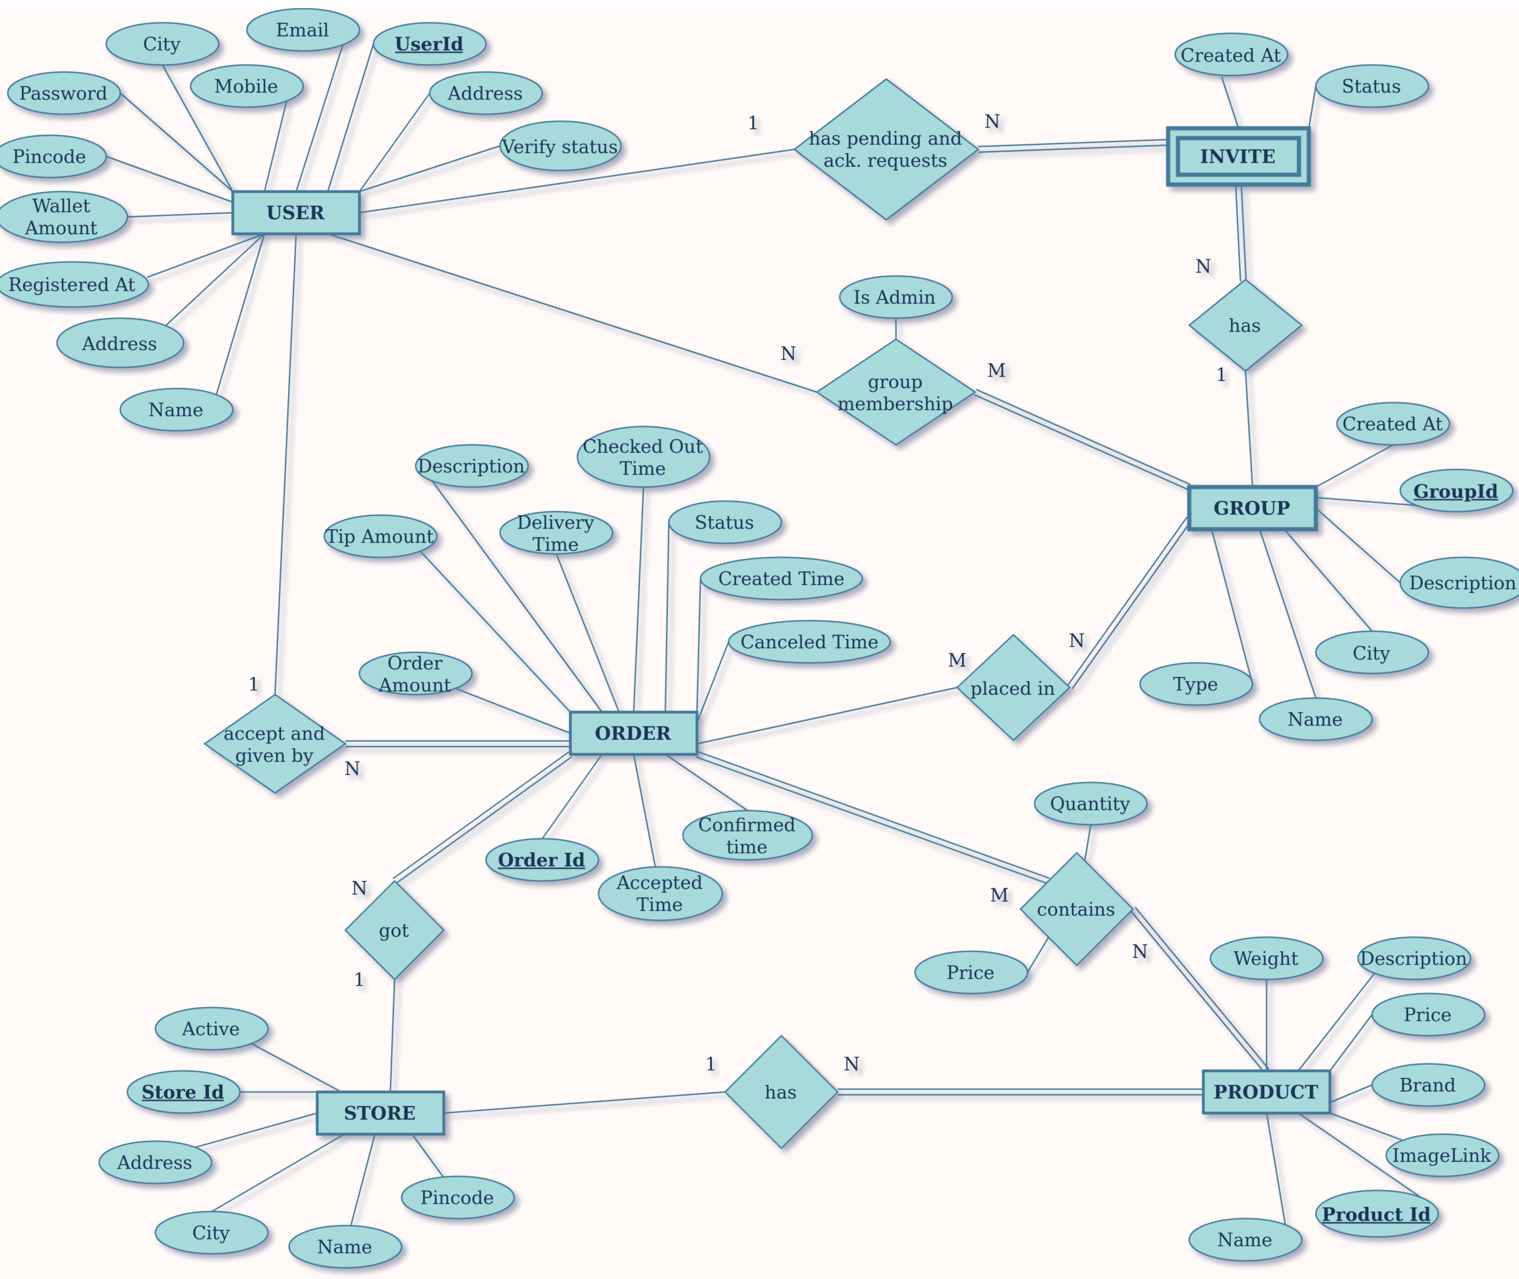 Email
City
UserId
Created At
Mobile
Status
Password
Address
1
N
has pending and
ack. requests
Verify status
Pincode
INVITE
Wallet
Amount
USER
N
Registered At
Is Admin
has
Address
N
M
1
group
membership
Name
Created At
Checked Out
Time
Description
GroupId
GROUP
Delivery
Time
Status
Tip Amount
Created Time
Description
Canceled Time
N
City
M
Order
Amount
1
placed in
Type
Name
accept and
given by
ORDER
N
Quantity
Confirmed
time
Order Id
Accepted
Time
N
M
contains
got
N
Price
1
Weight
Description
Active
Price
1
N
Store Id
has
PRODUCT
Brand
STORE
Address
ImageLink
Pincode
Product Id
City
Name
Name